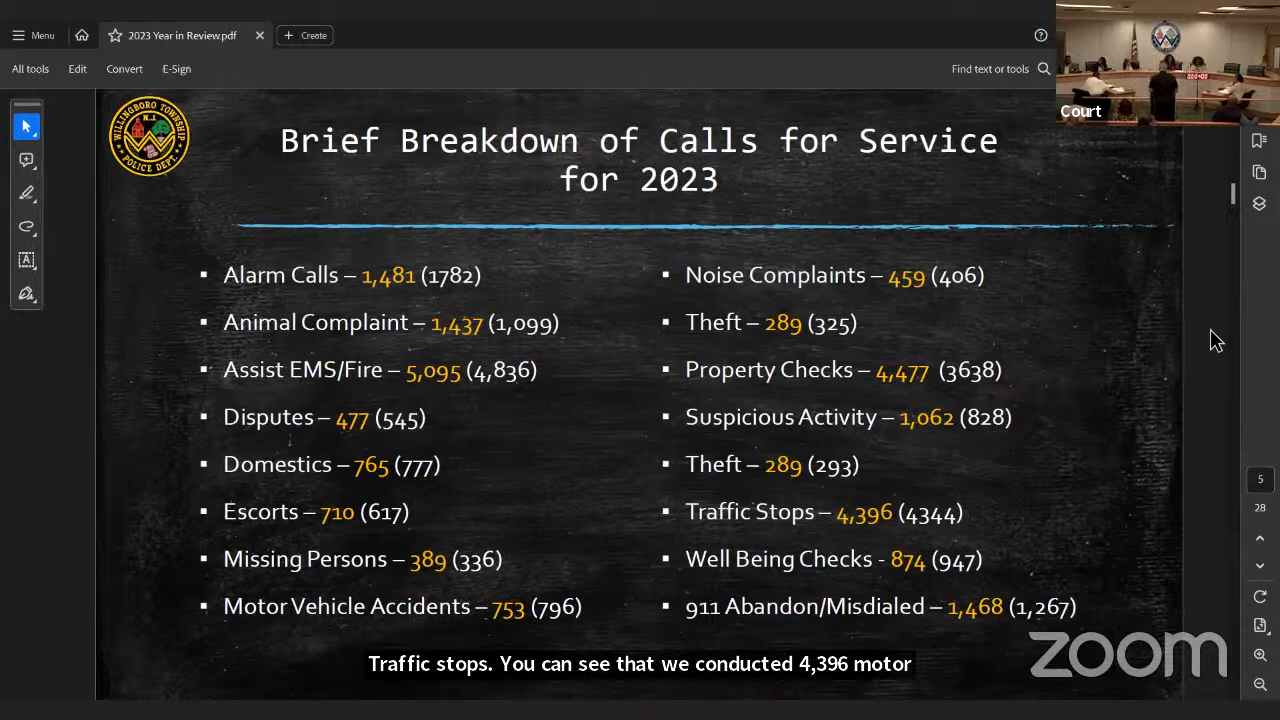 Menu
2023 Year in Review.pdf
Create
All tools
Edit
Convert
E-Sign
Find text or tools
Court
WILLINGBORO TOWNSHIP
N.J.
POLICE DEPT.
Brief Breakdown of Calls for Service
for 2023
▪ Alarm Calls – 1,481 (1782)
▪ Animal Complaint – 1,437 (1,099)
▪ Assist EMS/Fire – 5,095 (4,836)
▪ Disputes – 477 (545)
▪ Domestics – 765 (777)
▪ Escorts – 710 (617)
▪ Missing Persons – 389 (336)
▪ Motor Vehicle Accidents – 753 (796)
▪ Noise Complaints – 459 (406)
▪ Theft – 289 (325)
▪ Property Checks – 4,477 (3638)
▪ Suspicious Activity – 1,062 (828)
▪ Theft – 289 (293)
▪ Traffic Stops – 4,396 (4344)
▪ Well Being Checks - 874 (947)
▪ 911 Abandon/Misdialed – 1,468 (1,267)
5
28
Traffic stops. You can see that we conducted 4,396 motor
zoom